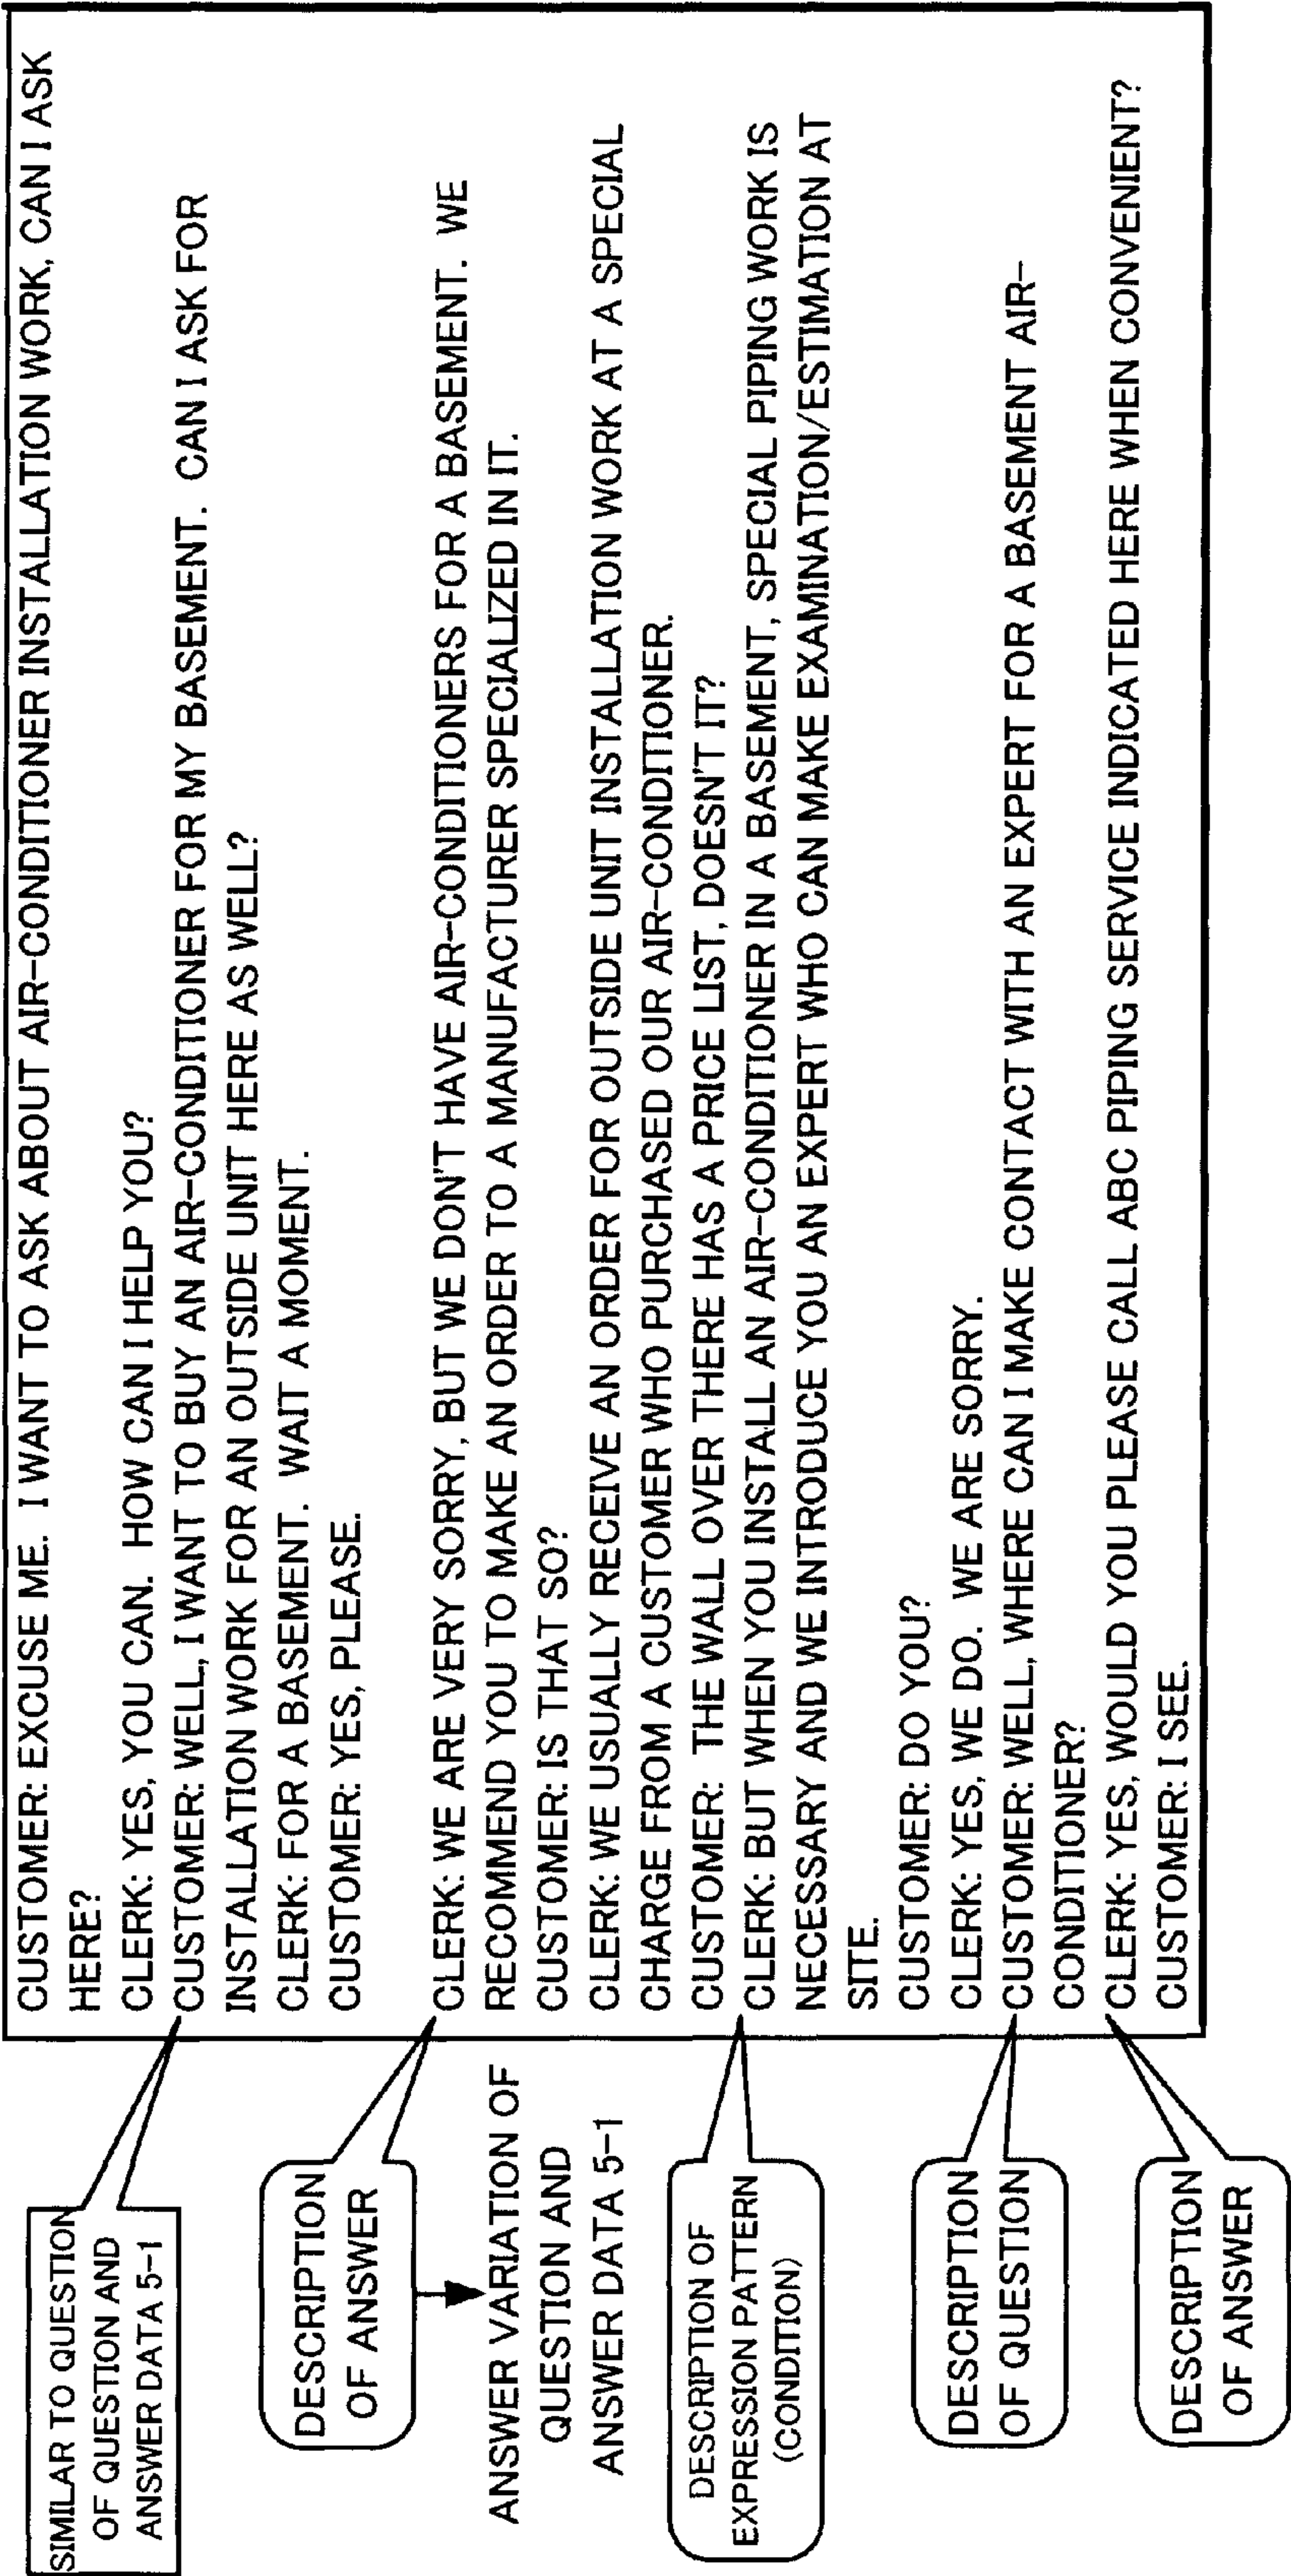 SIMILAR TO QUESTION
OF QUESTION AND
ANSWER DATA 5-1
DESCRIPTION
OF ANSWER
ANSWER VARIATION OF
QUESTION AND
ANSWER DATA 5-1
DESCRIPTION OF
EXPRESSION PATTERN
(CONDITION)
DESCRIPTION
OF QUESTION
DESCRIPTION
OF ANSWER
CUSTOMER: EXCUSE ME. I WANT TO ASK ABOUT AIR-CONDITIONER INSTALLATION WORK, CAN I ASK
HERE?
CLERK: YES, YOU CAN. HOW CAN I HELP YOU?
CUSTOMER: WELL, I WANT TO BUY AN AIR-CONDITIONER FOR MY BASEMENT. CAN I ASK FOR
INSTALLATION WORK FOR AN OUTSIDE UNIT HERE AS WELL?
CLERK: FOR A BASEMENT. WAIT A MOMENT.
CUSTOMER: YES, PLEASE.
CLERK: WE ARE VERY SORRY, BUT WE DON'T HAVE AIR-CONDITIONERS FOR A BASEMENT. WE
RECOMMEND YOU TO MAKE AN ORDER TO A MANUFACTURER SPECIALIZED IN IT.
CUSTOMER: IS THAT SO?
CLERK: WE USUALLY RECEIVE AN ORDER FOR OUTSIDE UNIT INSTALLATION WORK AT A SPECIAL
CHARGE FROM A CUSTOMER WHO PURCHASED OUR AIR-CONDITIONER.
CUSTOMER: THE WALL OVER THERE HAS A PRICE LIST, DOESN'T IT?
CLERK: BUT WHEN YOU INSTALL AN AIR-CONDITIONER IN A BASEMENT, SPECIAL PIPING WORK IS
NECESSARY AND WE INTRODUCE YOU AN EXPERT WHO CAN MAKE EXAMINATION/ESTIMATION AT
SITE.
CUSTOMER: DO YOU?
CLERK: YES, WE DO. WE ARE SORRY.
CUSTOMER: WELL, WHERE CAN I MAKE CONTACT WITH AN EXPERT FOR A BASEMENT AIR-
CONDITIONER?
CLERK: YES, WOULD YOU PLEASE CALL ABC PIPING SERVICE INDICATED HERE WHEN CONVENIENT?
CUSTOMER: I SEE.